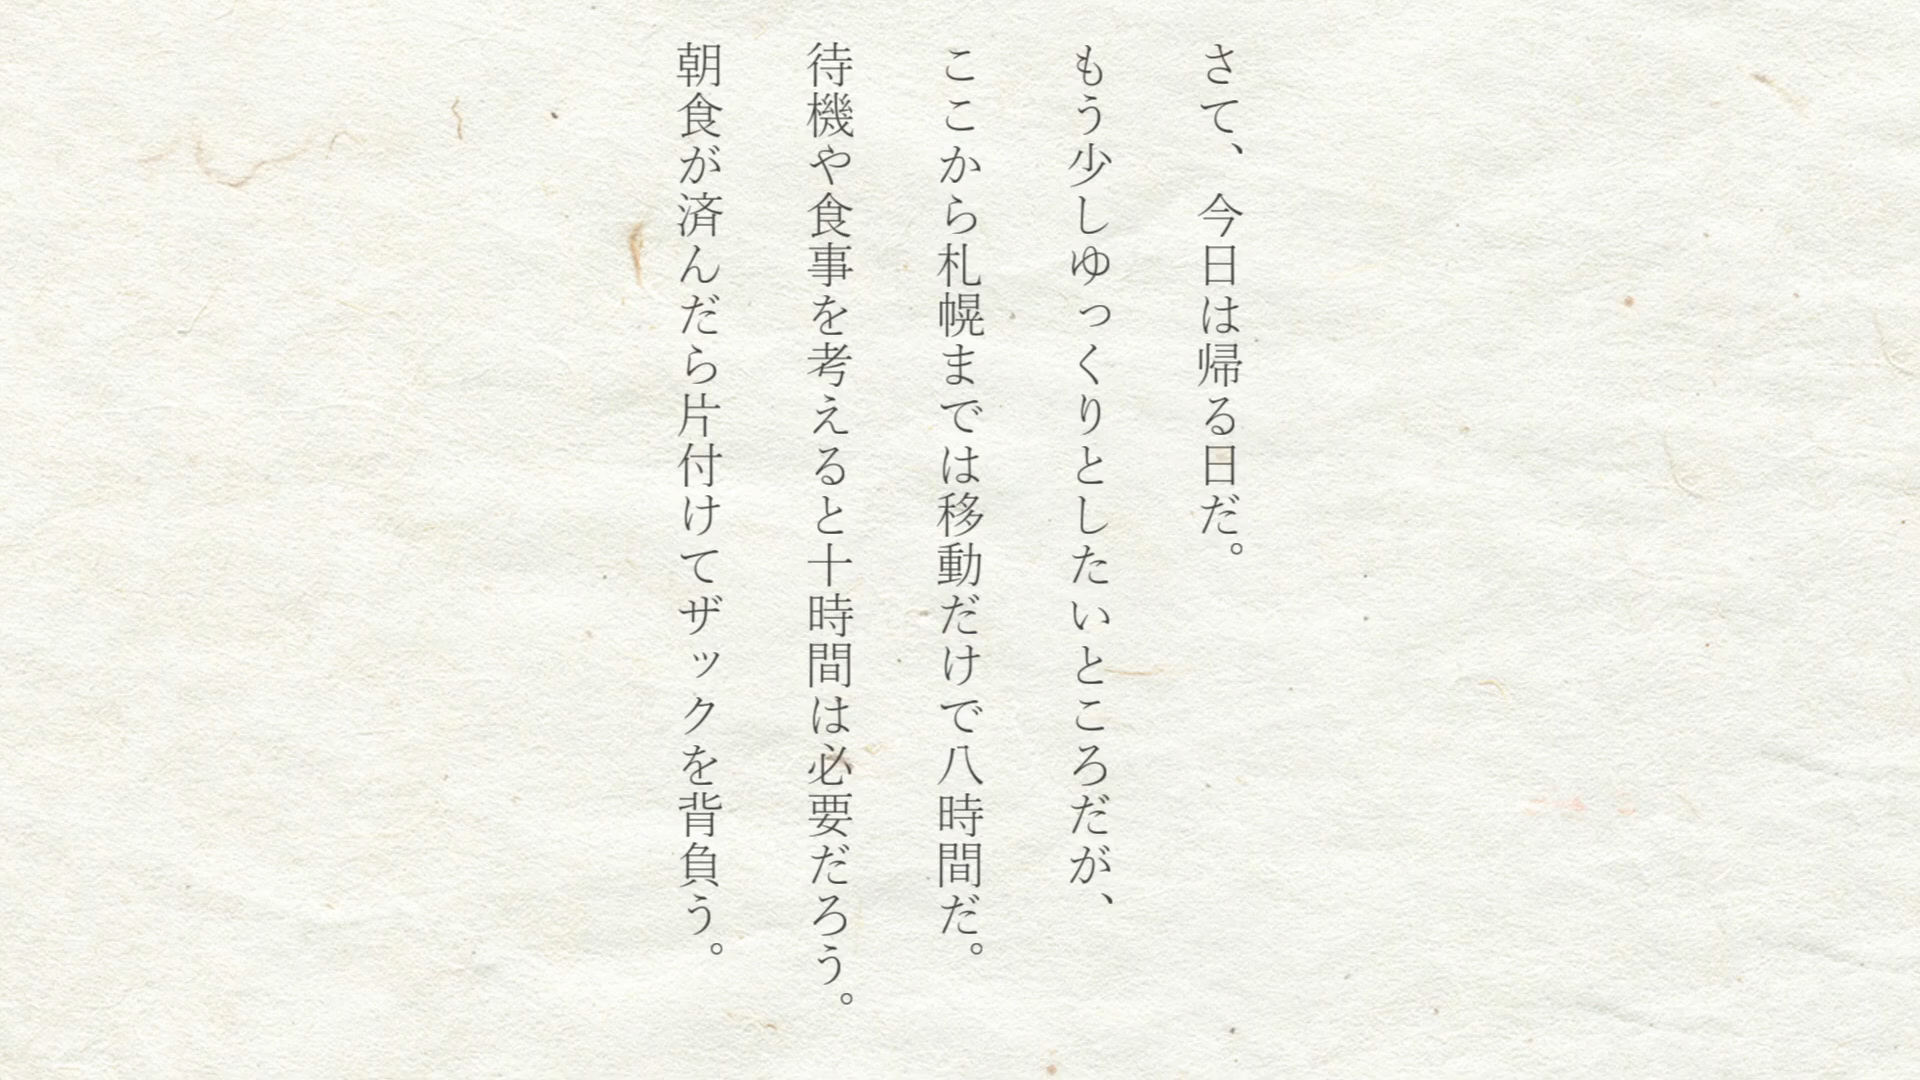 さて、今日は帰る日だ。
もう少しゆっくりとしたいところだが、
ここから札幌までは移動だけで八時間だ。
待機や食事を考えると十時間は必要だろう。
朝食が済んだら片付けてザックを背負う。